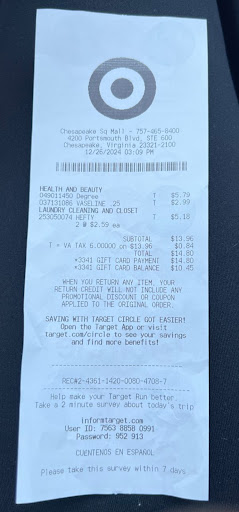 Chesapeake Sq Mall - 757-465-8400
4200 Portsmouth Blvd, STE 600
Chesapeake, Virginia 23321-2100
12/26/2024 03:09 PM
HEALTH AND BEAUTY
049011450 Degree T $5.79
037131086 VASELINE .25 T $2.99
LAUNDRY CLEANING AND CLOSET
253050074 HEFTY T $5.18
2 @ $2.59 ea
SUBTOTAL $13.96
T = VA TAX 6.00000 on $13.96 $0.84
TOTAL $14.80
*3341 GIFT CARD PAYMENT $14.80
*3341 GIFT CARD BALANCE $10.45
WHEN YOU RETURN ANY ITEM, YOUR
RETURN CREDIT WILL NOT INCLUDE ANY
PROMOTIONAL DISCOUNT OR COUPON
APPLIED TO THE ORIGINAL ORDER.
SAVING WITH TARGET CIRCLE GOT EASIER!
Open the Target App or visit
target.com/circle to see your savings
and find more benefits!
REC#2-4361-1420-0080-4708-7
Help make your Target Run better.
Take a 2 minute survey about today's trip
informtarget.com
User ID: 7563 8858 0991
Password: 952 913
CUENTENOS EN ESPAÑOL
Please take this survey within 7 days